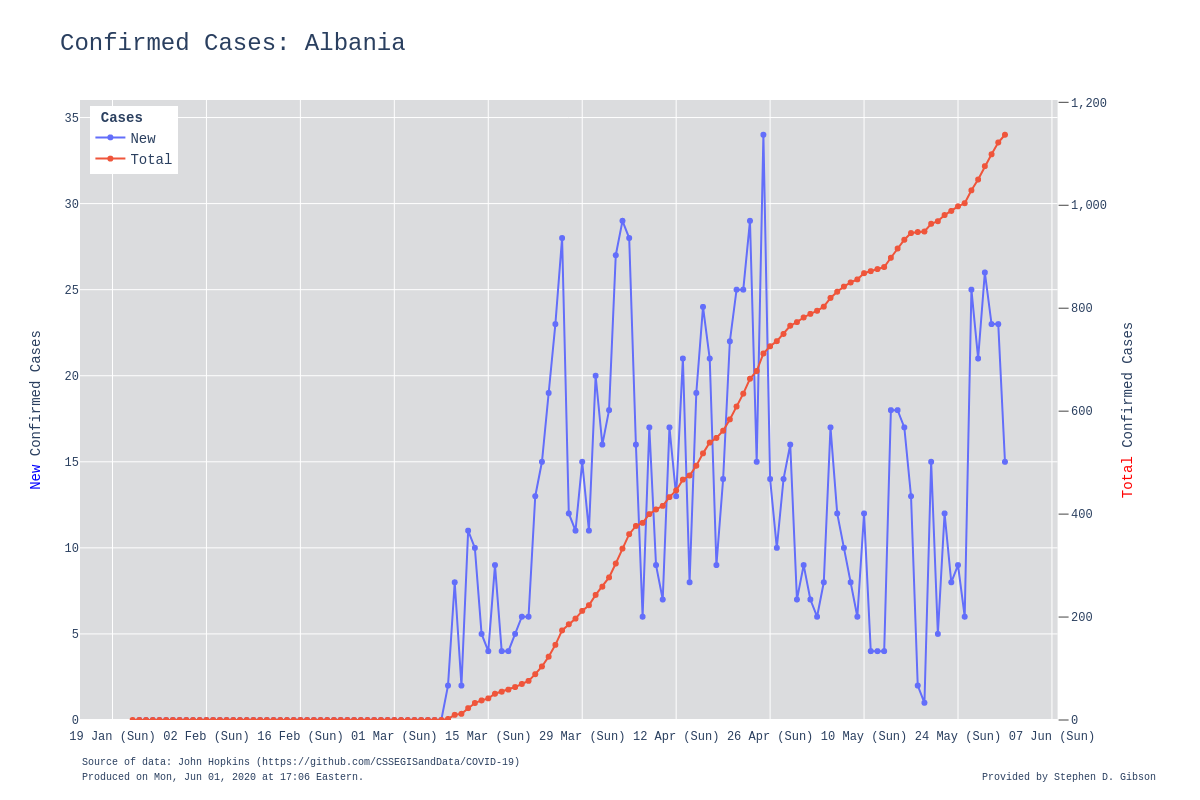 Confirmed Cases: Albania
Cases
New
Total
35
30
25
20
15
10
5
0
1,200
1,000
800
600
400
200
0
New Confirmed Cases
Total Confirmed Cases
19 Jan (Sun) 02 Feb (Sun) 16 Feb (Sun) 01 Mar (Sun) 15 Mar (Sun) 29 Mar (Sun) 12 Apr (Sun) 26 Apr (Sun) 10 May (Sun) 24 May (Sun) 07 Jun (Sun)
Source of data: John Hopkins (https://github.com/CSSEGISandData/COVID-19)
Produced on Mon, Jun 01, 2020 at 17:06 Eastern.
Provided by Stephen D. Gibson